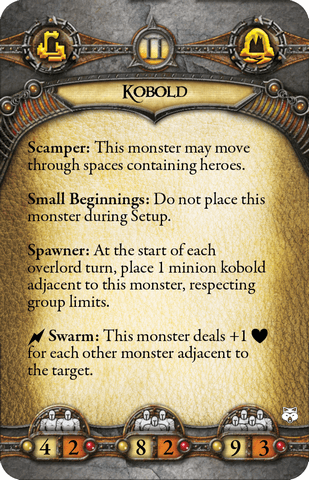 II
KOBOLD
Scamper: This monster may move
through spaces containing heroes.
Small Beginnings: Do not place this
monster during Setup.
Spawner: At the start of each
overlord turn, place 1 minion kobold
adjacent to this monster, respecting
group limits.
Swarm: This monster deals +1
for each other monster adjacent to
the target.
4 2 8 2 9 3